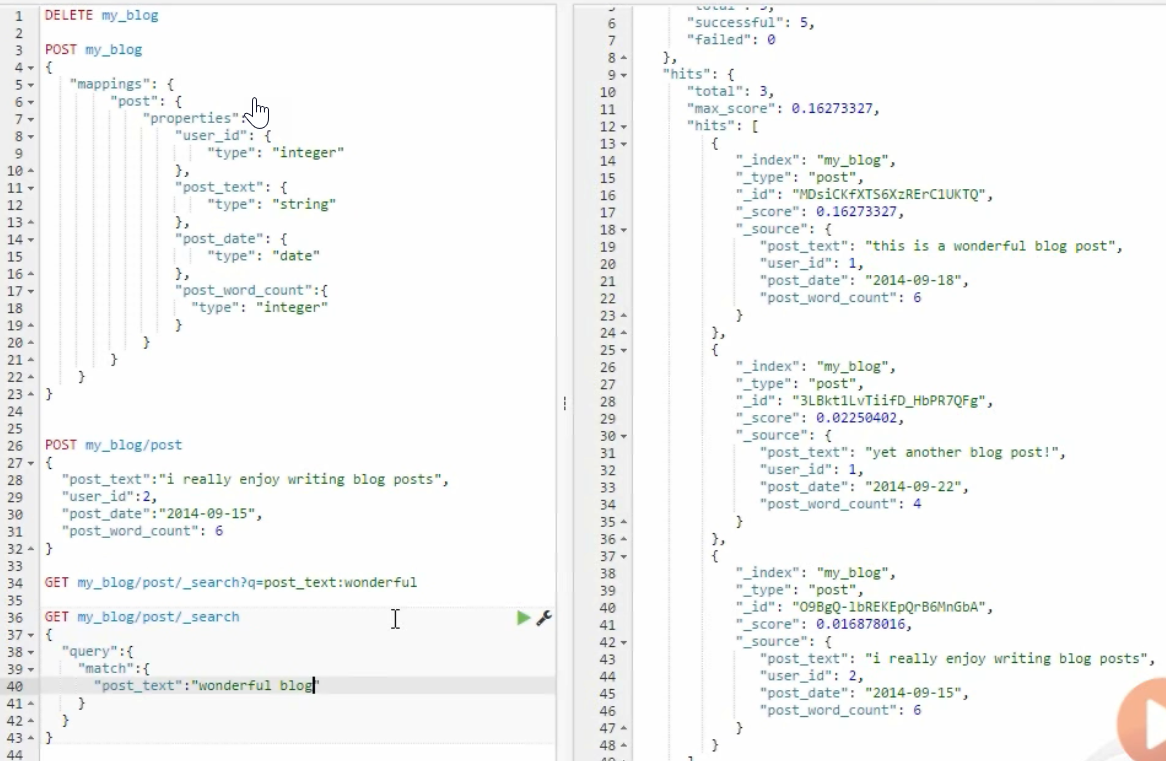 1 DELETE my_blog
2
3 POST my_blog
4 {
5 "mappings": {
6 "post": {
7 "properties":
8 "user_id": {
9 "type": "integer"
10 },
11 "post_text": {
12 "type": "string"
13 },
14 "post_date": {
15 "type": "date"
16 },
17 "post_word_count":{
18 "type": "integer"
19 }
20 }
21 }
22 }
23 }
24
25
26 POST my_blog/post
27 {
28 "post_text":"i really enjoy writing blog posts",
29 "user_id":2,
30 "post_date":"2014-09-15",
31 "post_word_count": 6
32 }
33
34 GET my_blog/post/_search?q=post_text:wonderful
35
36 GET my_blog/post/_search
37 {
38 "query":{
39 "match":{
40 "post_text":"wonderful blog"
41 }
42 }
43 }
44
6 "successful": 5,
7 "failed": 0
8 },
9 "hits": {
10 "total": 3,
11 "max_score": 0.16273327,
12 "hits": [
13 {
14 "_index": "my_blog",
15 "_type": "post",
16 "_id": "MDsiCKfXTS6XzRErC1UKTQ",
17 "_score": 0.16273327,
18 "_source": {
19 "post_text": "this is a wonderful blog post",
20 "user_id": 1,
21 "post_date": "2014-09-18",
22 "post_word_count": 6
23 }
24 },
25 {
26 "_index": "my_blog",
27 "_type": "post",
28 "_id": "3LBkt1LvTiifD_HbPR7QFg",
29 "_score": 0.02250402,
30 "_source": {
31 "post_text": "yet another blog post!",
32 "user_id": 1,
33 "post_date": "2014-09-22",
34 "post_word_count": 4
35 }
36 },
37 {
38 "_index": "my_blog",
39 "_type": "post",
40 "_id": "O9BgQ-lbREKEpQrB6MnGbA",
41 "_score": 0.016878016,
42 "_source": {
43 "post_text": "i really enjoy writing blog posts",
44 "user_id": 2,
45 "post_date": "2014-09-15",
46 "post_word_count": 6
47 }
48 }